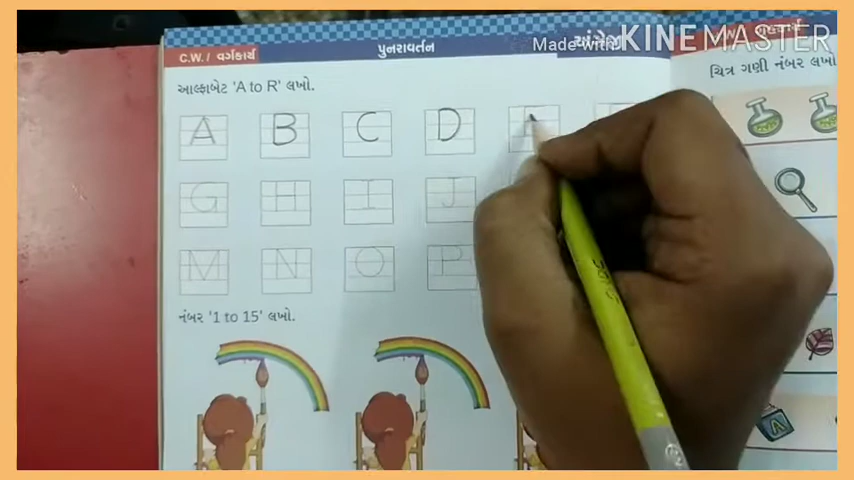 Made with KINEMASTER
C.W. / વર્ગકાર્ય પુનરાવર્તન
આલ્ફાબેટ 'A to R' લખો.
A B C D
G H I J
M N O P
નંબર '1 to 15' લખો.
ચિત્ર ગણી નંબર લખો
A